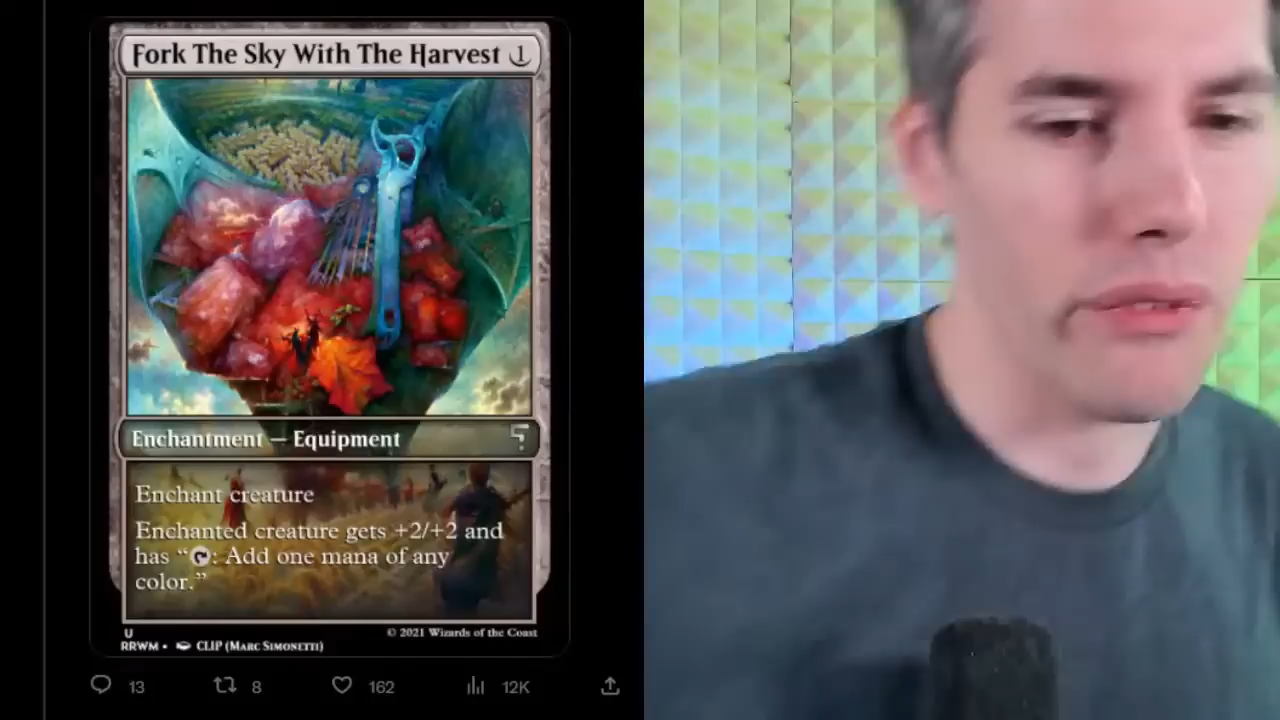 Fork The Sky With The Harvest 1
Enchantment — Equipment
Enchant creature
Enchanted creature gets +2/+2 and
has “: Add one mana of any
color.”
U
RRWM • CLIP (Marc Simonetti)
© 2021 Wizards of the Coast
13 8 162 12K